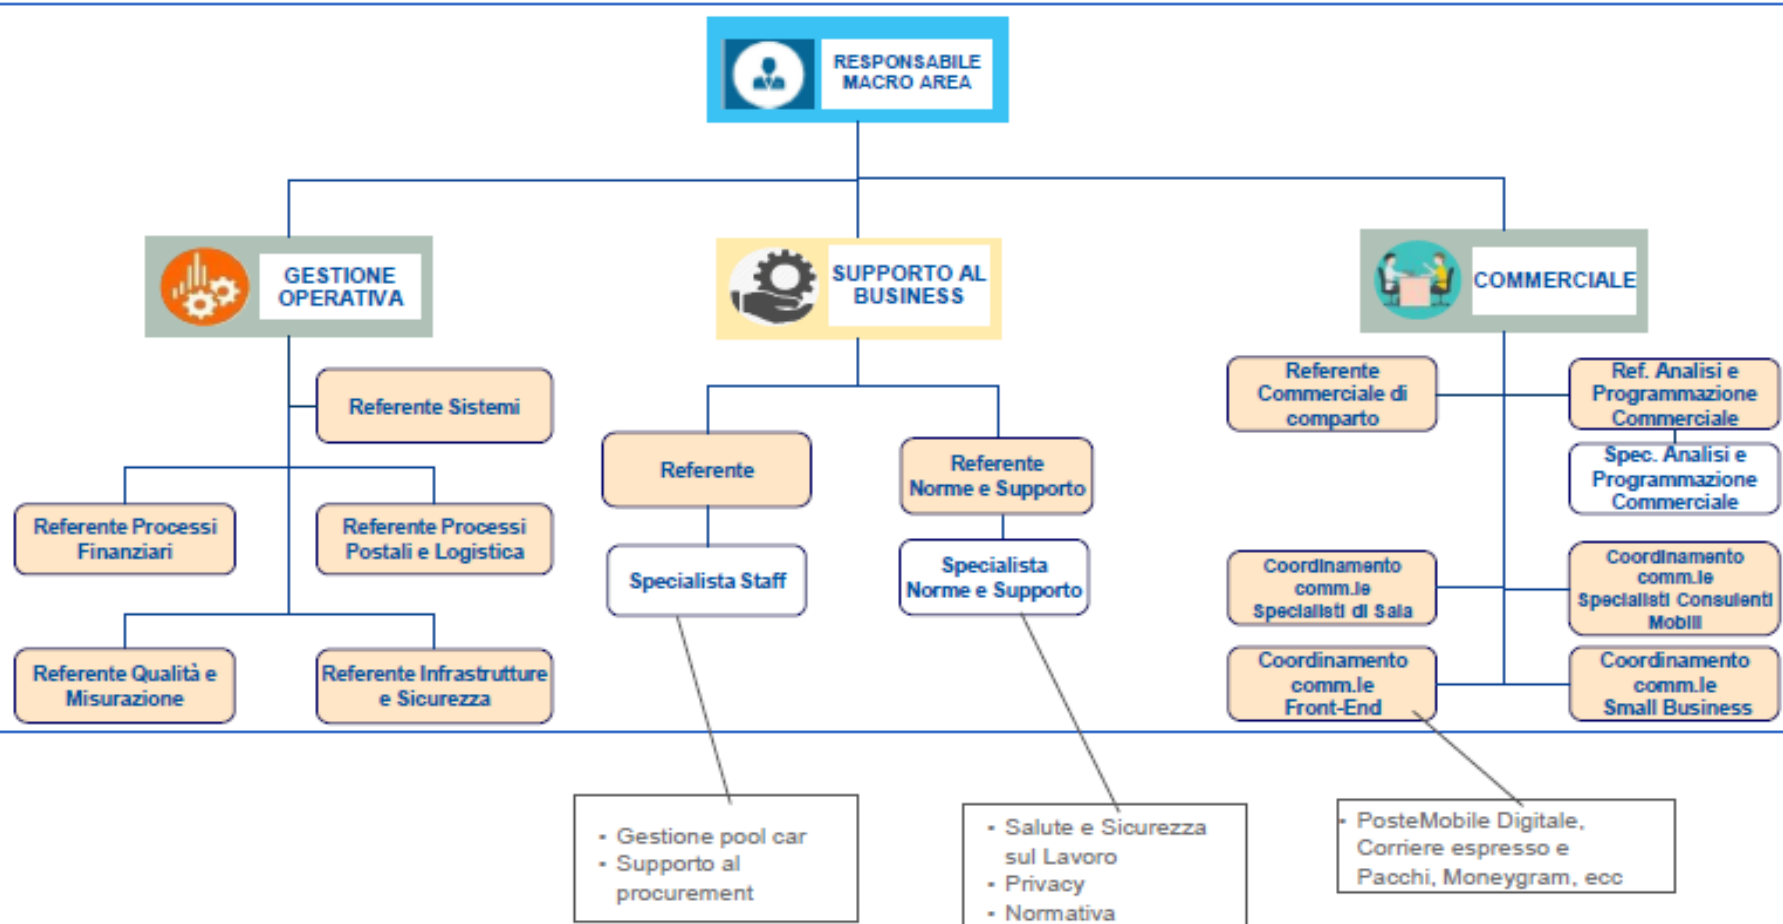 RESPONSABILE
MACRO AREA
GESTIONE
OPERATIVA
SUPPORTO AL
BUSINESS
COMMERCIALE
Referente Sistemi
Referente Processi
Finanziari
Referente Processi
Postali e Logistica
Referente Qualità e
Misurazione
Referente Infrastrutture
e Sicurezza
Referente
Specialista Staff
Referente
Norme e Supporto
Specialista
Norme e Supporto
Referente
Commerciale di
comparto
Ref. Analisi e
Programmazione
Commerciale
Spec. Analisi e
Programmazione
Commerciale
Coordinamento
comm.le
Specialisti di Sala
Coordinamento
comm.le
Specialisti Consulenti
Mobili
Coordinamento
comm.le
Front-End
Coordinamento
comm.le
Small Business
▪ Gestione pool car
▪ Supporto al
procurement
▪ Salute e Sicurezza
sul Lavoro
▪ Privacy
▪ Normativa
▪ PosteMobile Digitale,
Corriere espresso e
Pacchi, Moneygram, ecc